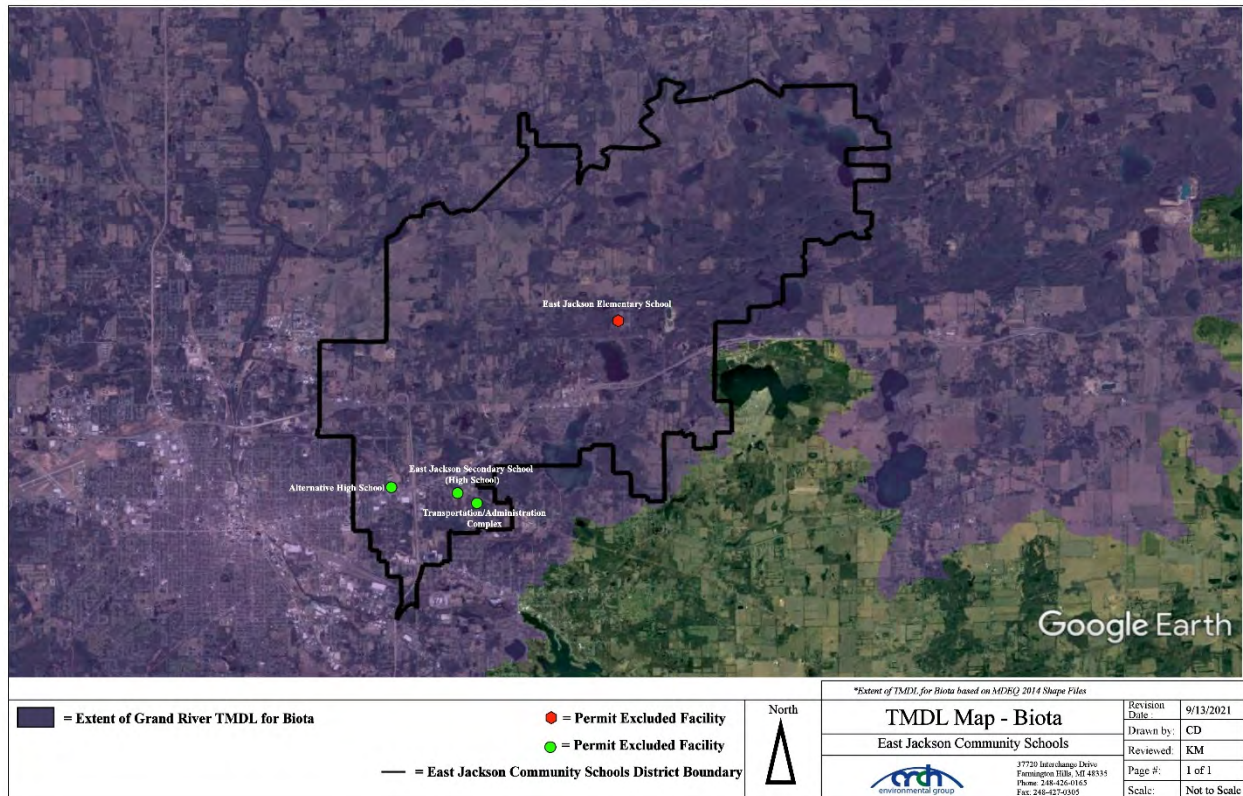 East Jackson Elementary School
East Jackson Secondary School
(High School)
Alternative High School
Transportation/Administration
Complex
Google Earth
= Extent of Grand River TMDL for Biota
= Permit Excluded Facility
= Permit Excluded Facility
= East Jackson Community Schools District Boundary
North
*Extent of TMDL for Biota based on MDEQ 2014 Shape Files
TMDL Map - Biota
East Jackson Community Schools
environmental group
37720 Interchange Drive
Farmington Hills, MI 48335
Phone: 248-426-0165
Fax: 248-427-0305
Revision Date : 9/13/2021
Drawn by: CD
Reviewed: KM
Page #: 1 of 1
Scale: Not to Scale